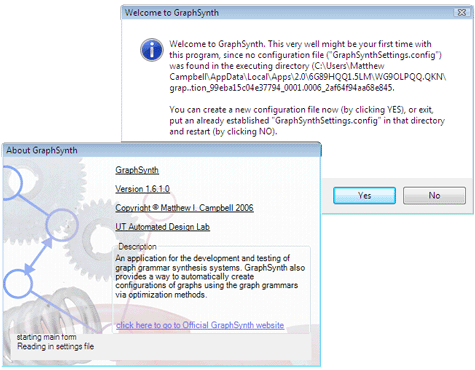 Welcome to GraphSynth
Welcome to GraphSynth. This very well might be your first time with
this program, since no configuration file ("GraphSynthSettings.config")
was found in the executing directory (C:\Users\Matthew
Campbell\AppData\Local\Apps\2.0\6G89HQQ1.5LM\WG9OLPQQ.QKN\
grap..tion_99eba15c04e37794_0001.0006_2af64f94aa68e845.
You can create a new configuration file now (by clicking YES), or exit,
put an already established "GraphSynthSettings.config" in that directory
and restart (by clicking NO).
Yes
No
About GraphSynth
GraphSynth
Version 1.6.1.0
Copyright ® Matthew I. Campbell 2006
UT Automated Design Lab
Description
An application for the development and testing of
graph grammar synthesis systems. GraphSynth also
provides a way to automatically create
configurations of graphs using the graph grammars
via optimization methods.
click here to go to Official GraphSynth website
starting main form
Reading in settings file